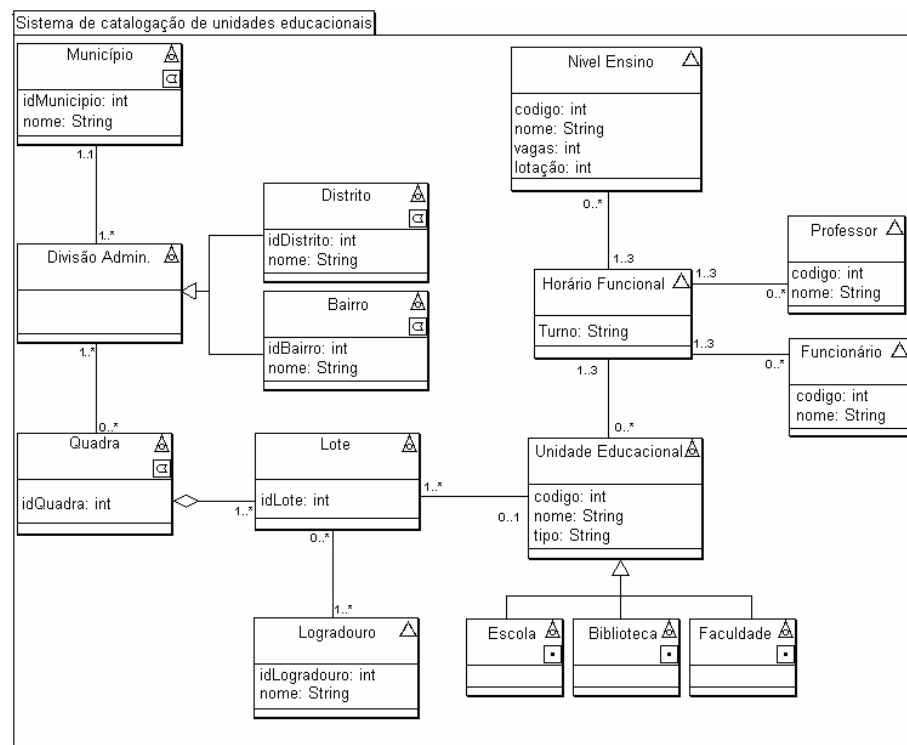 Sistema de catalogação de unidades educacionais
Município
idMunicipio: int
nome: String
1..1
1..*
Divisão Admin.
1..*
0..*
Distrito
idDistrito: int
nome: String
Bairro
idBairro: int
nome: String
Quadra
idQuadra: int
1..*
Lote
idLote: int
0..*
1..*
Logradouro
idLogradouro: int
nome: String
1..*
0..1
Nivel Ensino
codigo: int
nome: String
vagas: int
lotação: int
0..*
1..3
Horário Funcional
Turno: String
1..3
0..*
Professor
codigo: int
nome: String
1..3
0..*
Funcionário
codigo: int
nome: String
1..3
0..*
Unidade Educacional
codigo: int
nome: String
tipo: String
Escola
Biblioteca
Faculdade